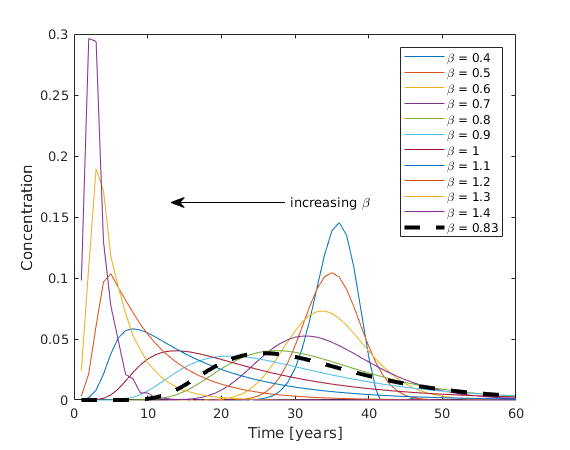 0.3
0.25
0.2
0.15
0.1
0.05
0
Concentration
0 10 20 30 40 50 60
Time [years]
increasing β
β = 0.4
β = 0.5
β = 0.6
β = 0.7
β = 0.8
β = 0.9
β = 1
β = 1.1
β = 1.2
β = 1.3
β = 1.4
β = 0.83